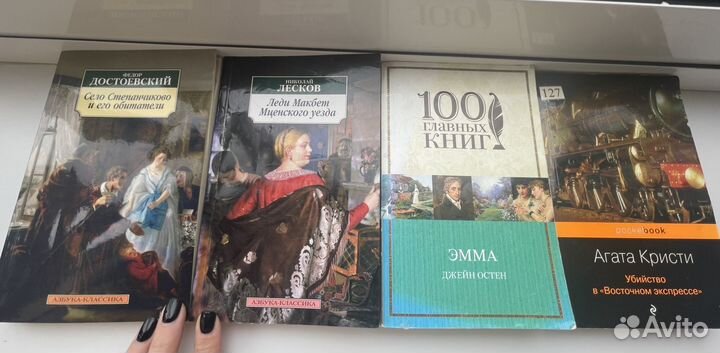 ФЕДОР
ДОСТОЕВСКИЙ
Село Степанчиково
и его обитатели
АЗБУКА-КЛАССИКА
НИКОЛАЙ
ЛЕСКОВ
Леди Макбет
Мценского уезда
АЗБУКА-КЛАССИКА
100
ГЛАВНЫХ
КНИГ
ЭММА
ДЖЕЙН ОСТЕН
127
pocketbook
Агата Кристи
Убийство
в «Восточном экспрессе»
Avito